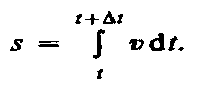 s = ∫ₜ^{t+Δt} v dt.